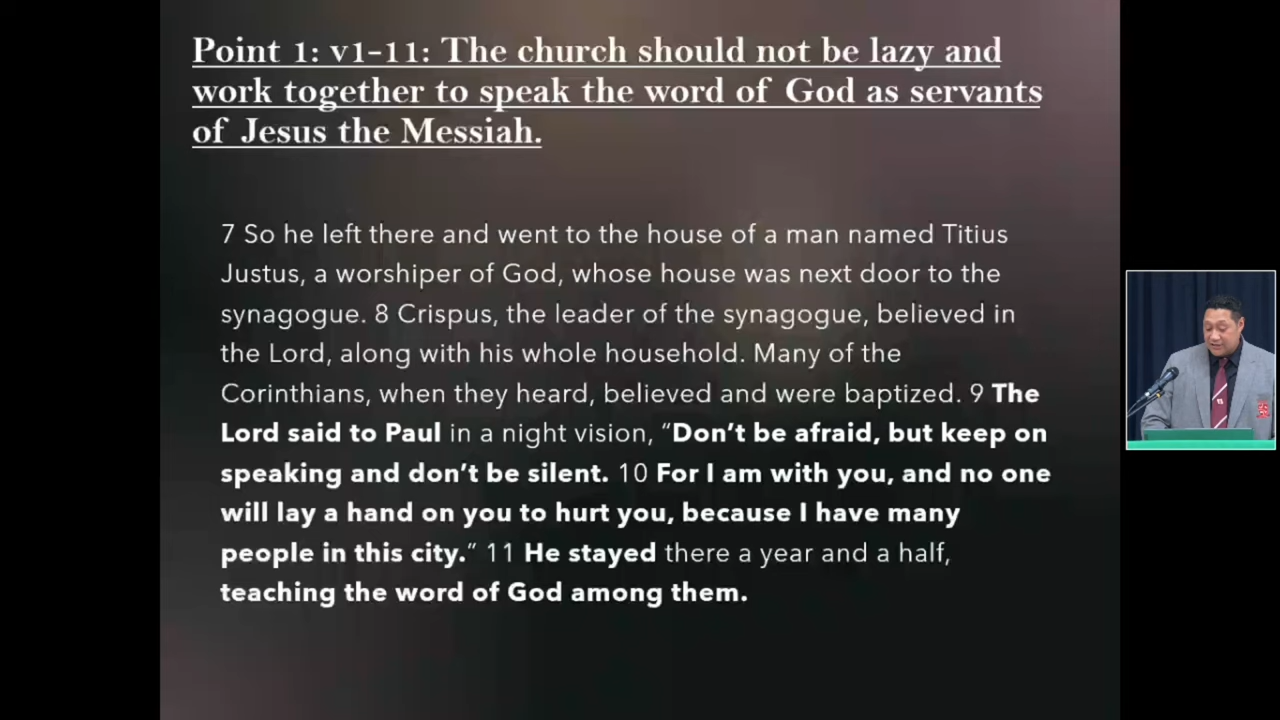 Point 1: v1-11: The church should not be lazy and
work together to speak the word of God as servants
of Jesus the Messiah.
7 So he left there and went to the house of a man named Titius
Justus, a worshiper of God, whose house was next door to the
synagogue. 8 Crispus, the leader of the synagogue, believed in
the Lord, along with his whole household. Many of the
Corinthians, when they heard, believed and were baptized. 9 The
Lord said to Paul in a night vision, “Don’t be afraid, but keep on
speaking and don’t be silent. 10 For I am with you, and no one
will lay a hand on you to hurt you, because I have many
people in this city.” 11 He stayed there a year and a half,
teaching the word of God among them.